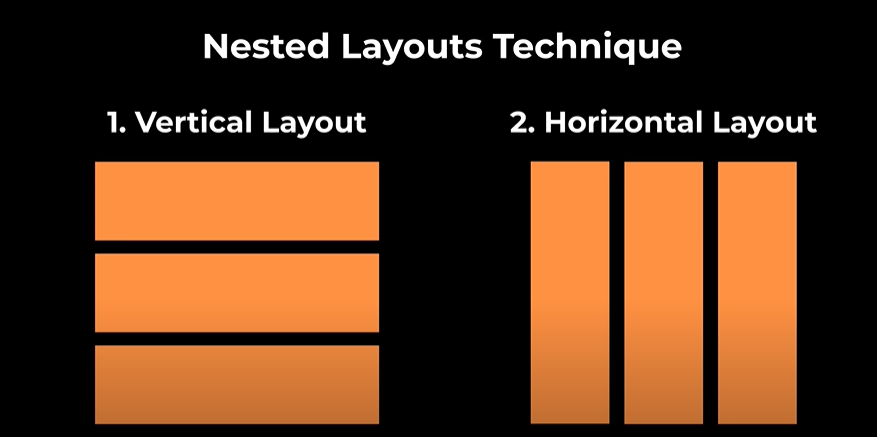 Nested Layouts Technique
1. Vertical Layout
2. Horizontal Layout